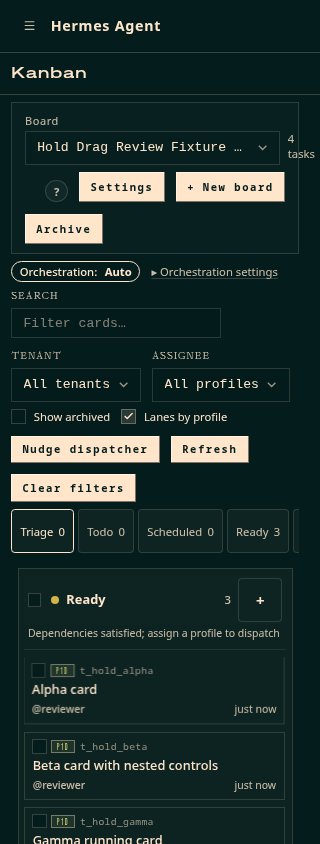 ☰ Hermes Agent
Kanban
Board
Hold Drag Review Fixture …
4 tasks
? Settings + New board
Archive
Orchestration: Auto ▸ Orchestration settings
SEARCH
Filter cards…
TENANT ASSIGNEE
All tenants All profiles
Show archived Lanes by profile
Nudge dispatcher Refresh
Clear filters
Triage 0 Todo 0 Scheduled 0 Ready 3
Ready 3 +
Dependencies satisfied; assign a profile to dispatch
P10 t_hold_alpha
Alpha card
@reviewer just now
P10 t_hold_beta
Beta card with nested controls
@reviewer just now
P10 t_hold_gamma
Gamma running card